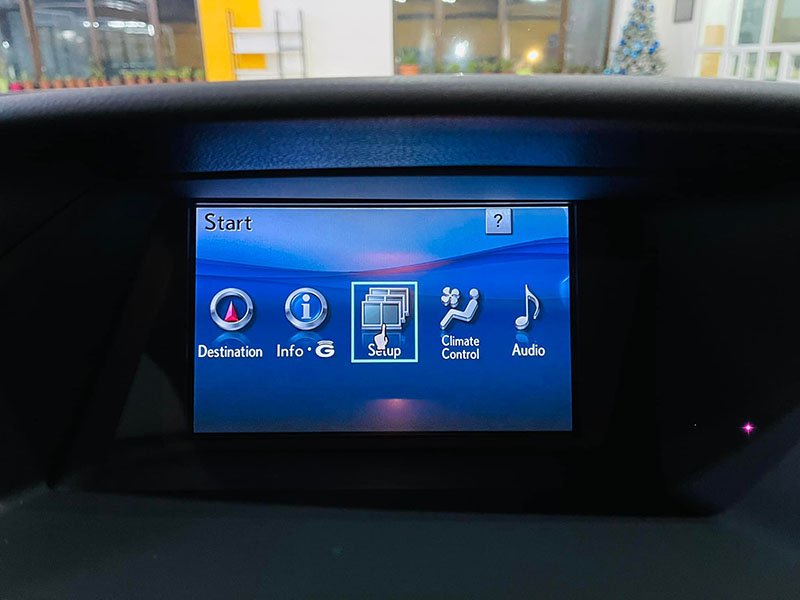 Start
?
Destination
Info・G
Setup
Climate
Control
Audio